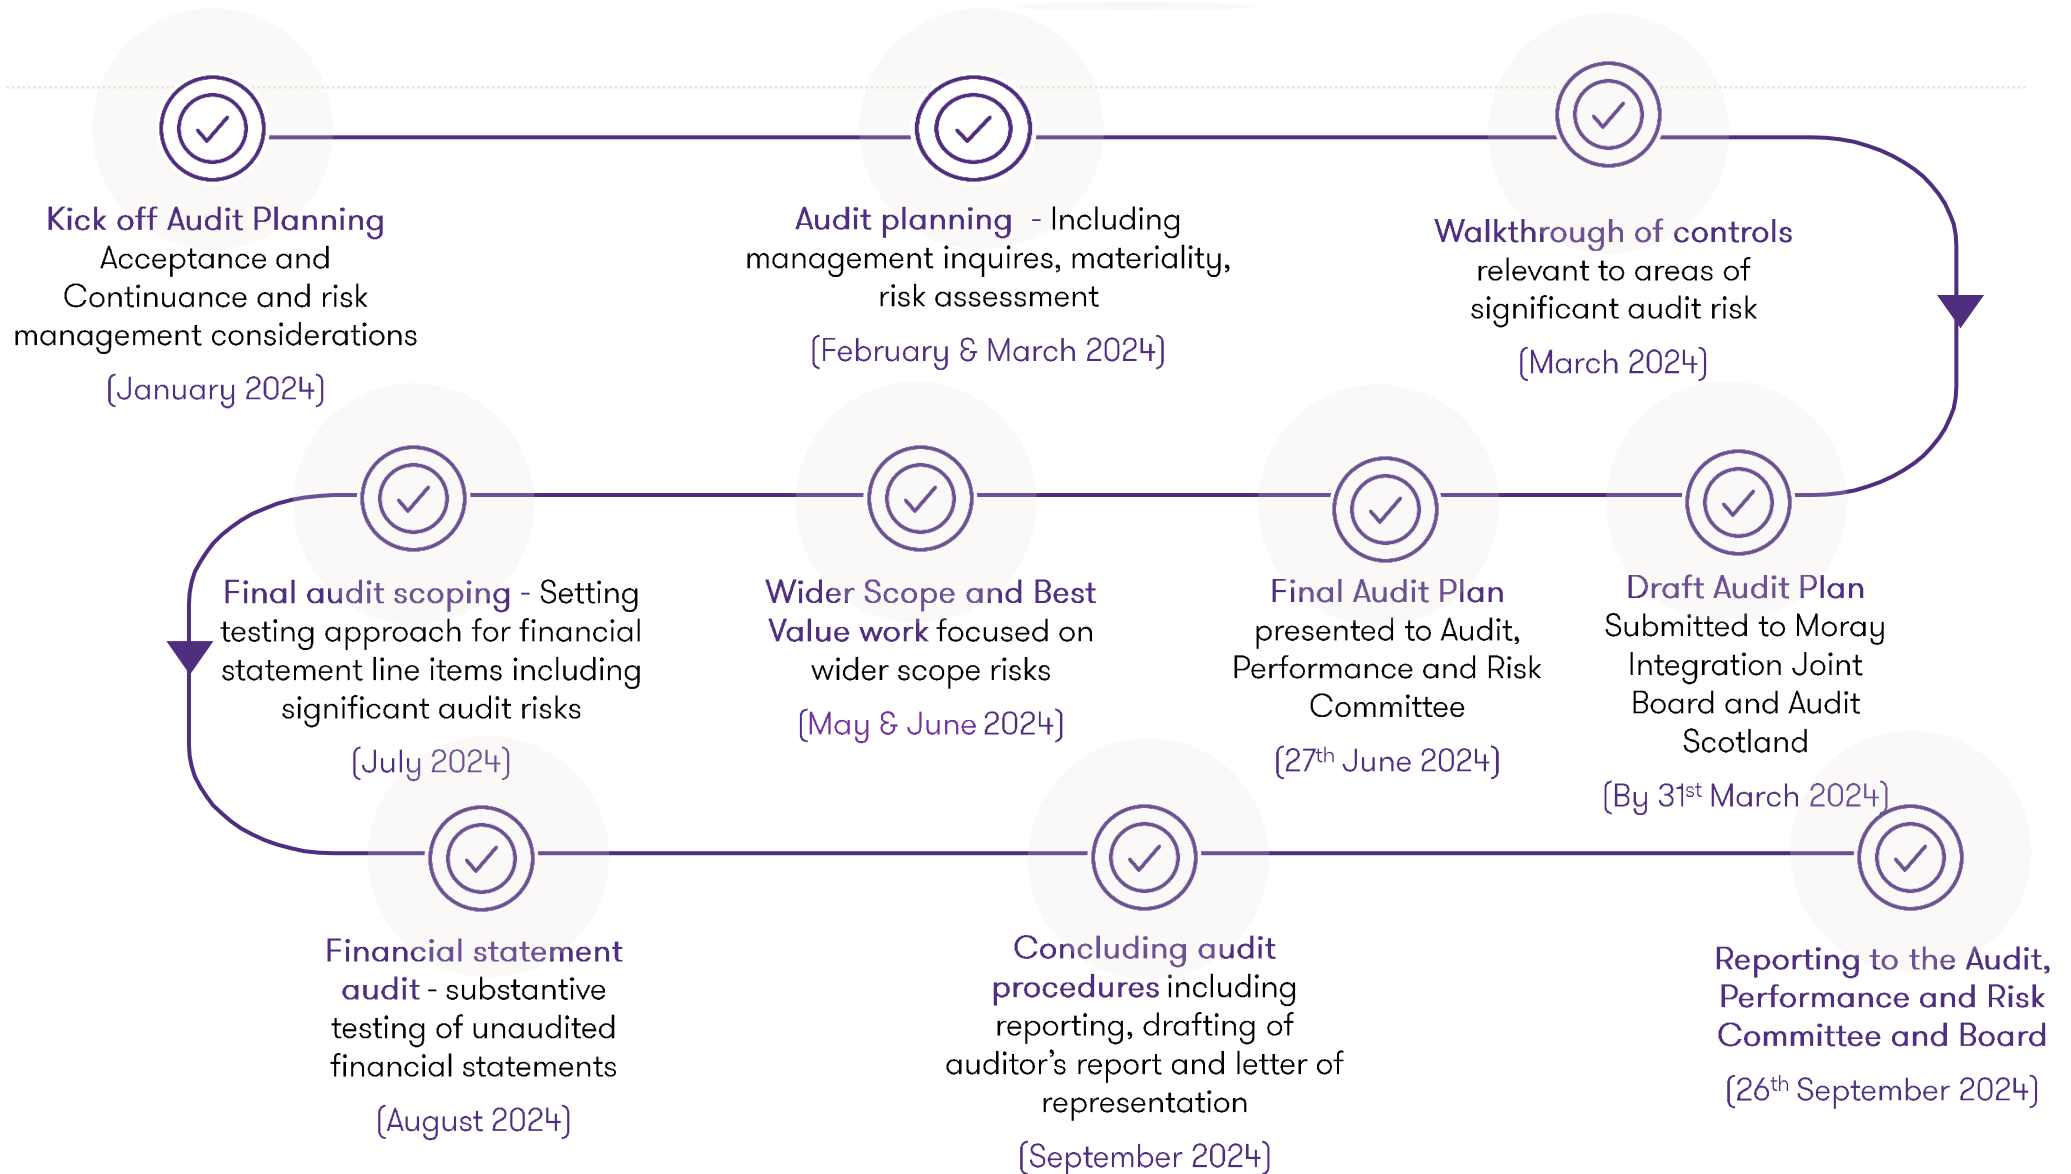 Kick off Audit Planning
Acceptance and
Continuance and risk
management considerations
(January 2024)
Audit planning - Including
management inquires, materiality,
risk assessment
(February & March 2024)
Walkthrough of controls
relevant to areas of
significant audit risk
(March 2024)
Draft Audit Plan
Submitted to Moray
Integration Joint
Board and Audit
Scotland
(By 31st March 2024)
Final Audit Plan
presented to Audit,
Performance and Risk
Committee
(27th June 2024)
Wider Scope and Best
Value work focused on
wider scope risks
(May & June 2024)
Final audit scoping - Setting
testing approach for financial
statement line items including
significant audit risks
(July 2024)
Financial statement
audit - substantive
testing of unaudited
financial statements
(August 2024)
Concluding audit
procedures including
reporting, drafting of
auditor’s report and letter of
representation
(September 2024)
Reporting to the Audit,
Performance and Risk
Committee and Board
(26th September 2024)